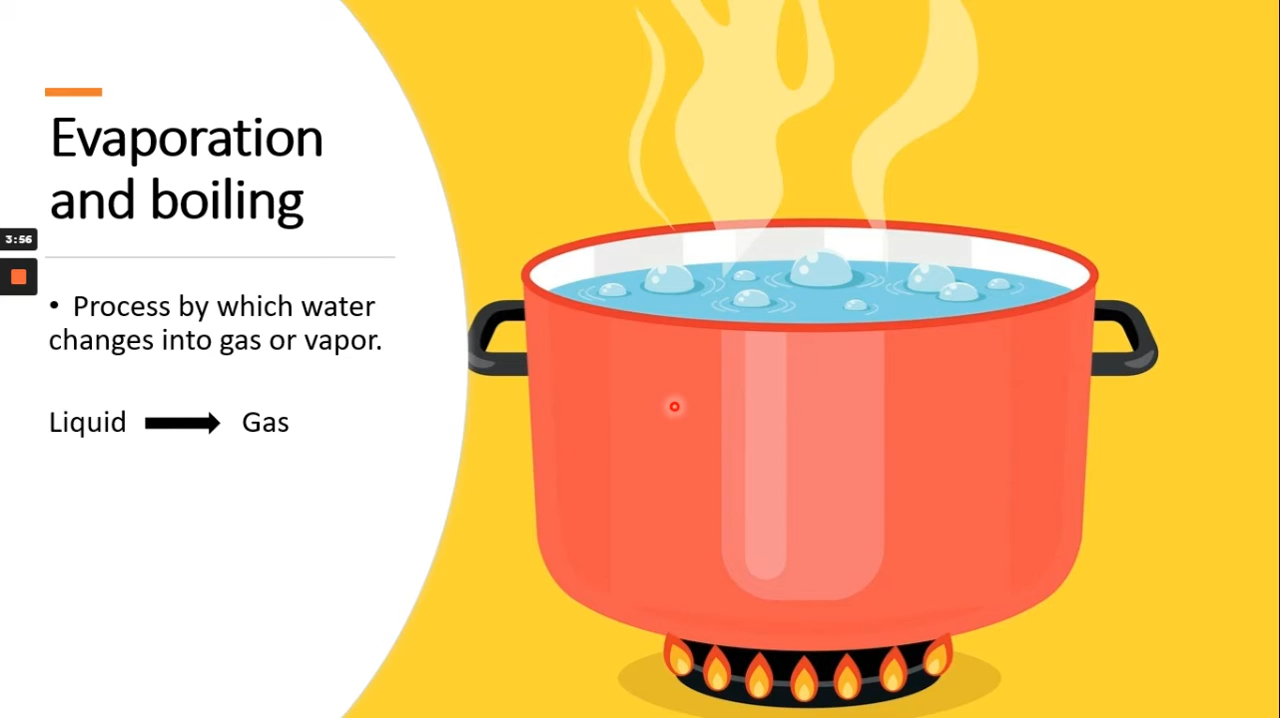 Evaporation
and boiling
3:56
• Process by which water
changes into gas or vapor.
Liquid Gas